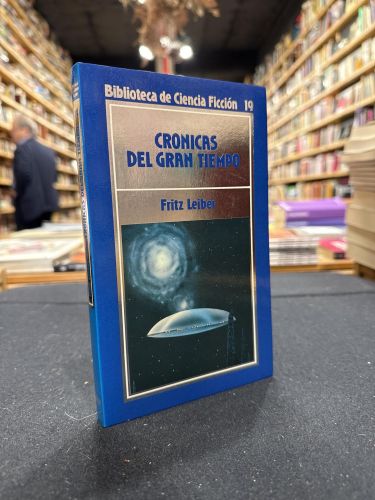 Biblioteca de Ciencia Ficción 19
CRONICAS
DEL GRAN TIEMPO
Fritz Leiber